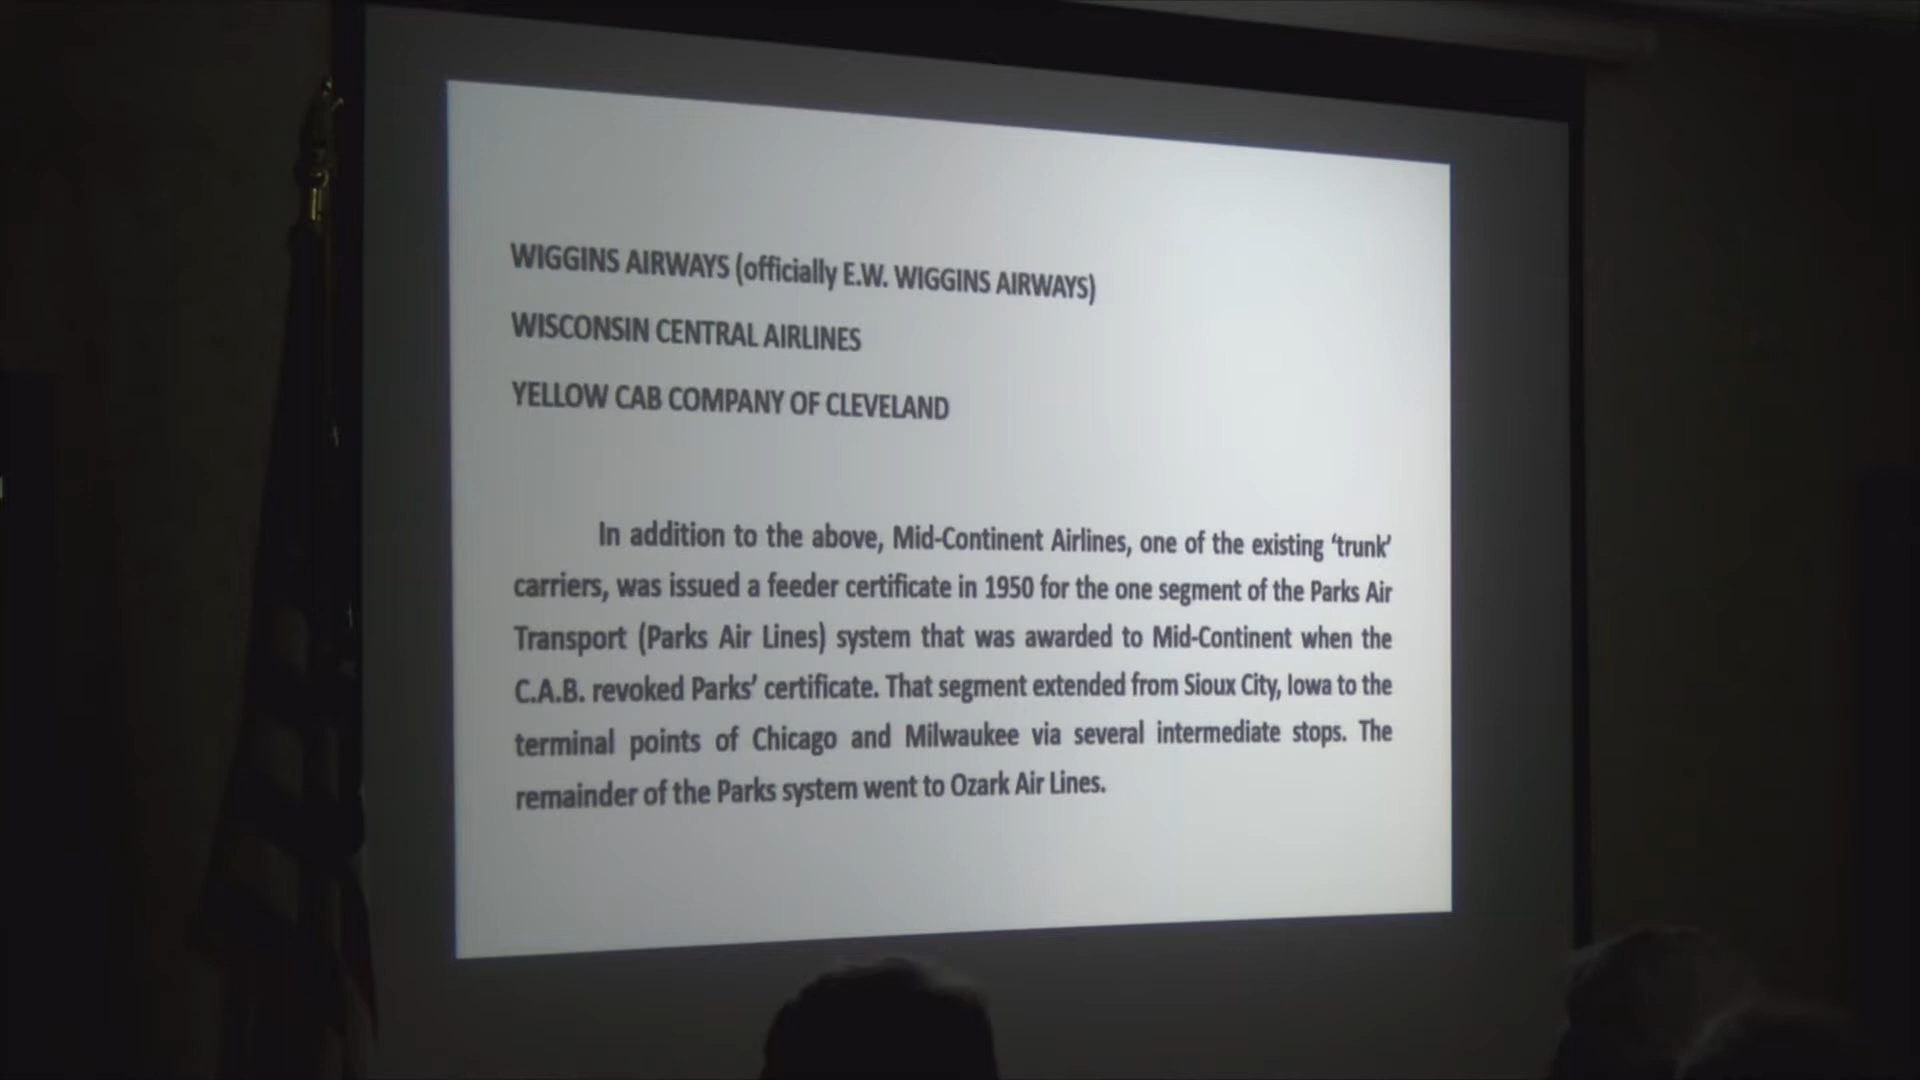 WIGGINS AIRWAYS (officially E.W. WIGGINS AIRWAYS)
WISCONSIN CENTRAL AIRLINES
YELLOW CAB COMPANY OF CLEVELAND
In addition to the above, Mid-Continent Airlines, one of the existing ‘trunk’
carriers, was issued a feeder certificate in 1950 for the one segment of the Parks Air
Transport (Parks Air Lines) system that was awarded to Mid-Continent when the
C.A.B. revoked Parks’ certificate. That segment extended from Sioux City, Iowa to the
terminal points of Chicago and Milwaukee via several intermediate stops. The
remainder of the Parks system went to Ozark Air Lines.